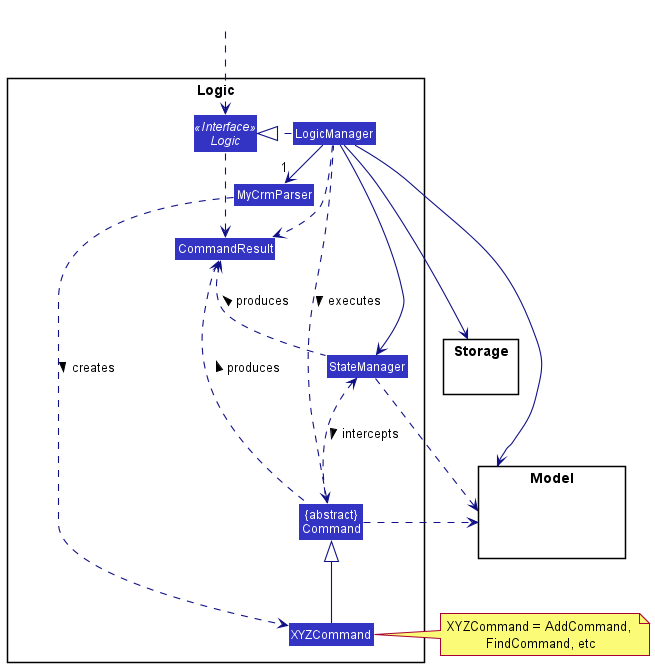 Logic
«Interface»
Logic
LogicManager
1
MyCrmParser
CommandResult
produces
executes
Storage
StateManager
creates
produces
intercepts
Model
{abstract}
Command
XYZCommand
XYZCommand = AddCommand,
FindCommand, etc